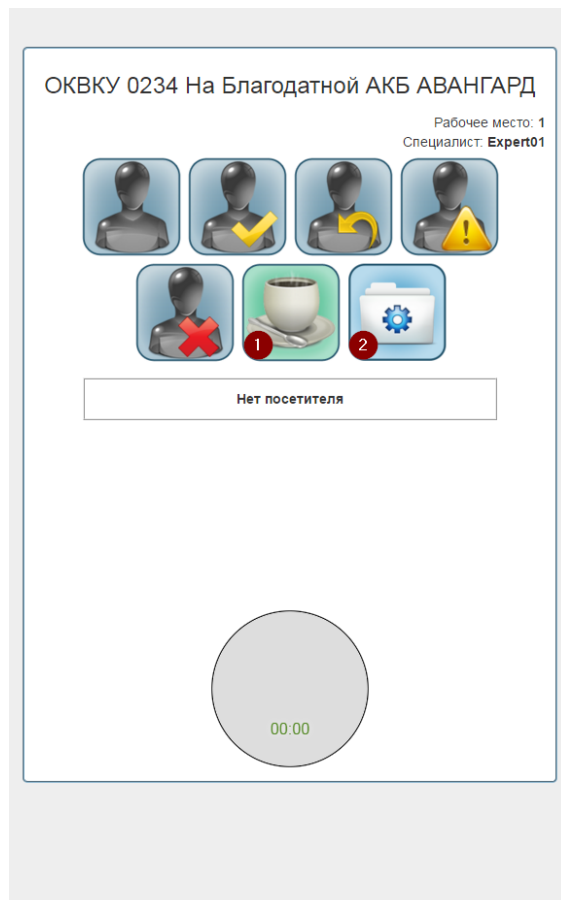 ОКВКУ 0234 На Благодатной АКБ АВАНГАРД
Рабочее место: 1
Специалист: Expert01
1
2
Нет посетителя
00:00